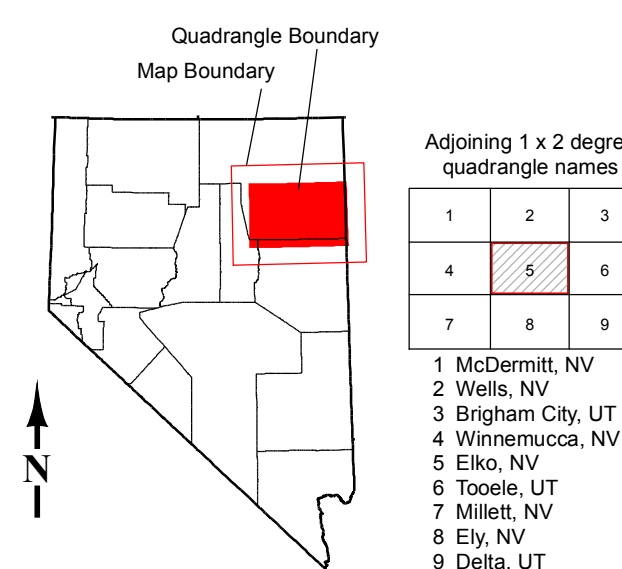 Quadrangle Boundary
Map Boundary
Adjoining 1 x 2 degre
quadrangle names
1 2 3
4 5 6
7 8 9
1 McDermitt, NV
2 Wells, NV
3 Brigham City, UT
4 Winnemucca, NV
5 Elko, NV
6 Tooele, UT
7 Millett, NV
8 Ely, NV
9 Delta, UT
N